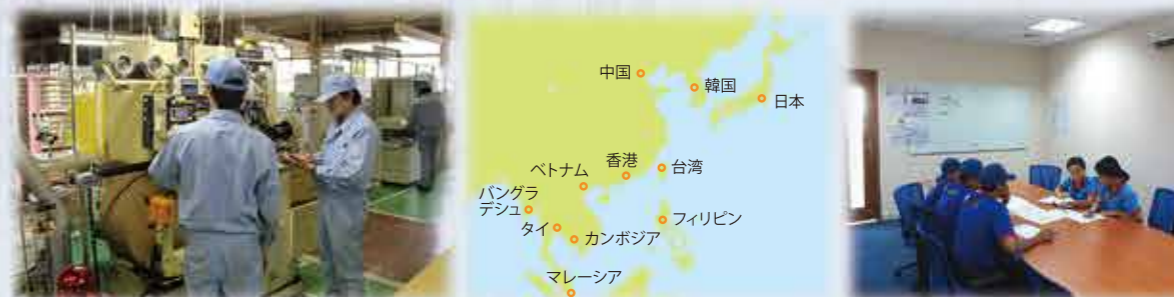 中国
韓国
日本
香港
台湾
ベトナム
バングラ
デシュ
フィリピン
タイ
カンボジア
マレーシア